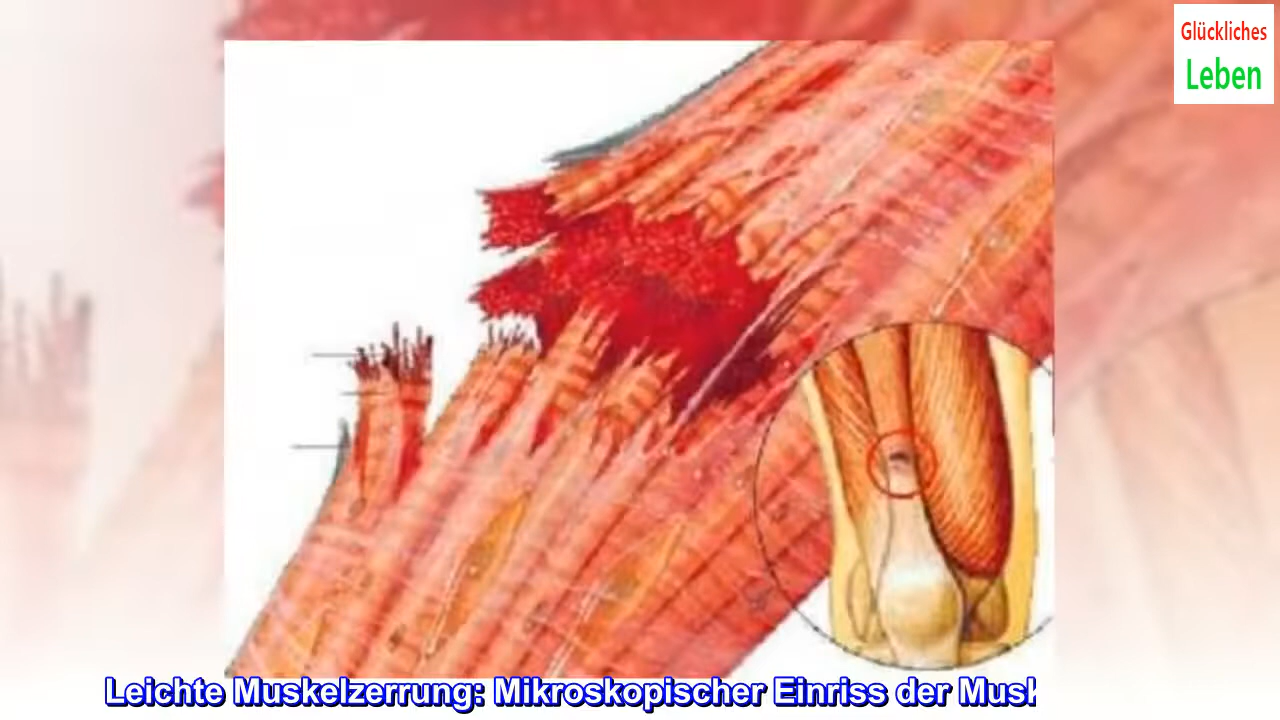 Glückliches
Leben
Leichte Muskelzerrung: Mikroskopischer Einriss der Musk